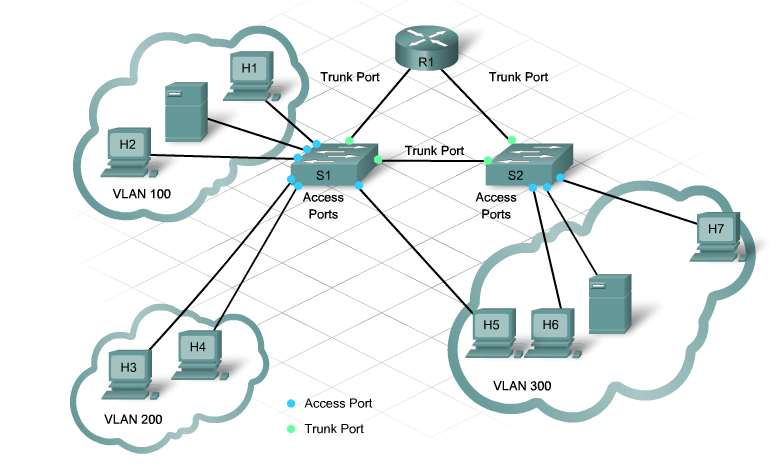 R1
H1
Trunk Port
Trunk Port
H2
Trunk Port
S1
S2
VLAN 100
Access
Ports
Access
Ports
H7
H5
H6
H4
H3
VLAN 300
Access Port
VLAN 200
Trunk Port